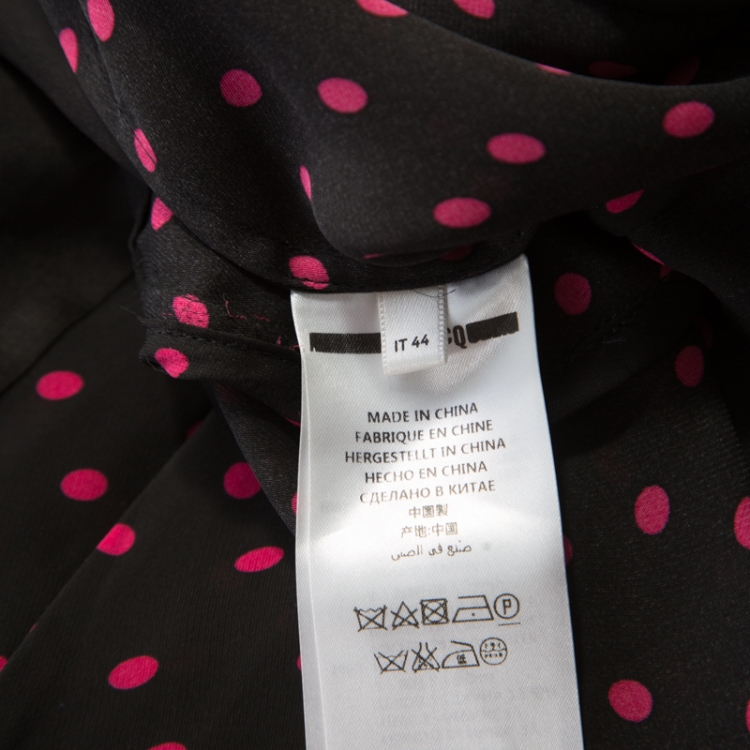 IT 44
CQ
MADE IN CHINA
FABRIQUE EN CHINE
HERGESTELLT IN CHINA
HECHO EN CHINA
СДЕЛАНО В КИТАЕ
中国製
产地:中国
صنع في الصين
P